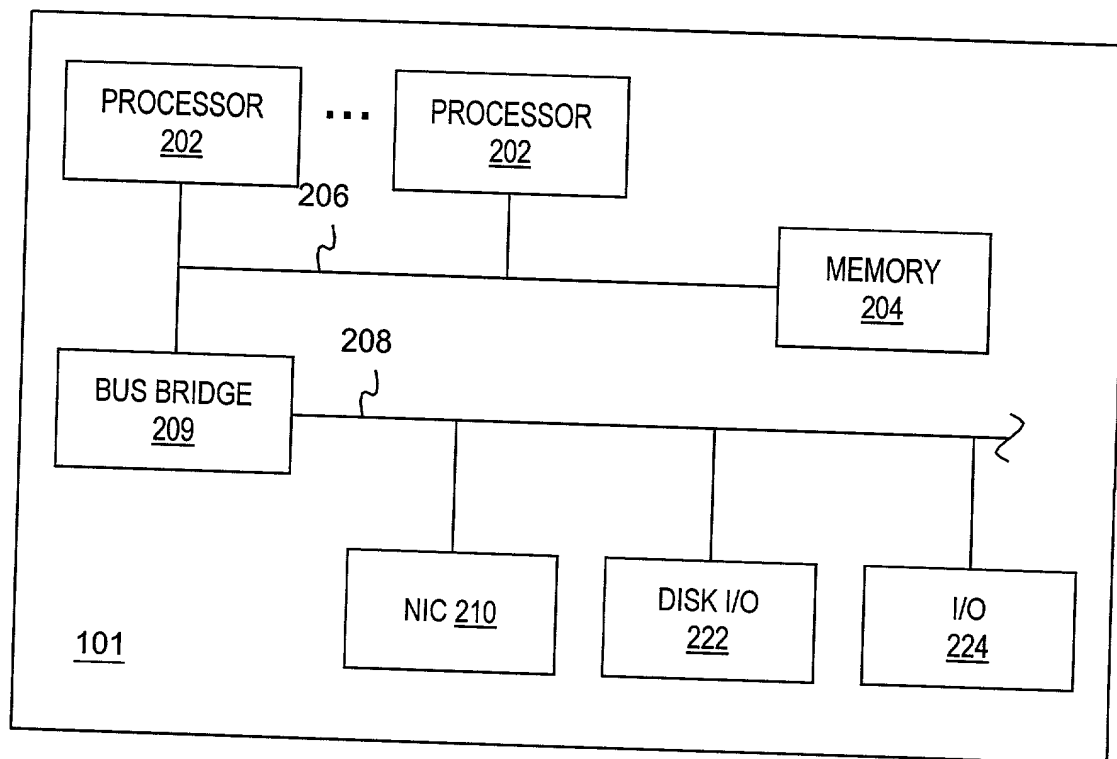 PROCESSOR
202
...
PROCESSOR
202
206
MEMORY
204
208
BUS BRIDGE
209
NIC 210
DISK I/O
222
I/O
224
101